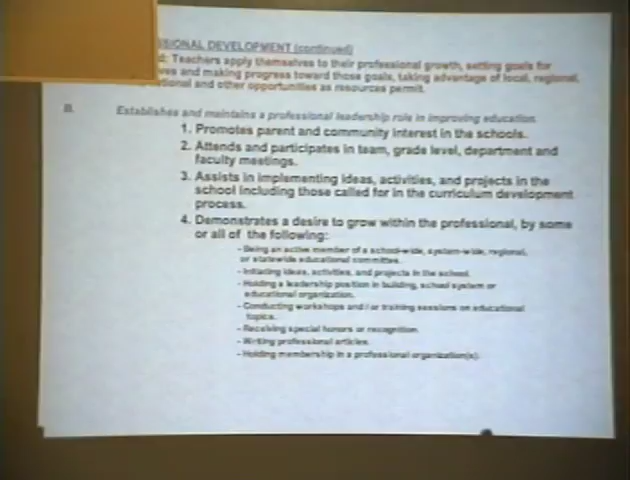 SIONAL DEVELOPMENT (continued)
d: Teachers apply themselves to their professional growth, setting goals for
ves and making progress toward those goals, taking advantage of local, regional,
tional and other opportunities as resources permit.
B. Establishes and maintains a professional leadership role in improving education
1. Promotes parent and community interest in the schools.
2. Attends and participates in team, grade level, department and
faculty meetings.
3. Assists in implementing ideas, activities, and projects in the
school including those called for in the curriculum development
process.
4. Demonstrates a desire to grow within the professional, by some
or all of the following:
- Being an active member of a school-wide, system-wide, regional,
or statewide educational committee.
- Initiating ideas, activities, and projects in the school.
- Holding a leadership position in building, school system or
educational organization.
- Conducting workshops and/or training sessions on educational
topics.
- Receiving special honors or recognition.
- Writing professional articles.
- Holding membership in a professional organization(s).